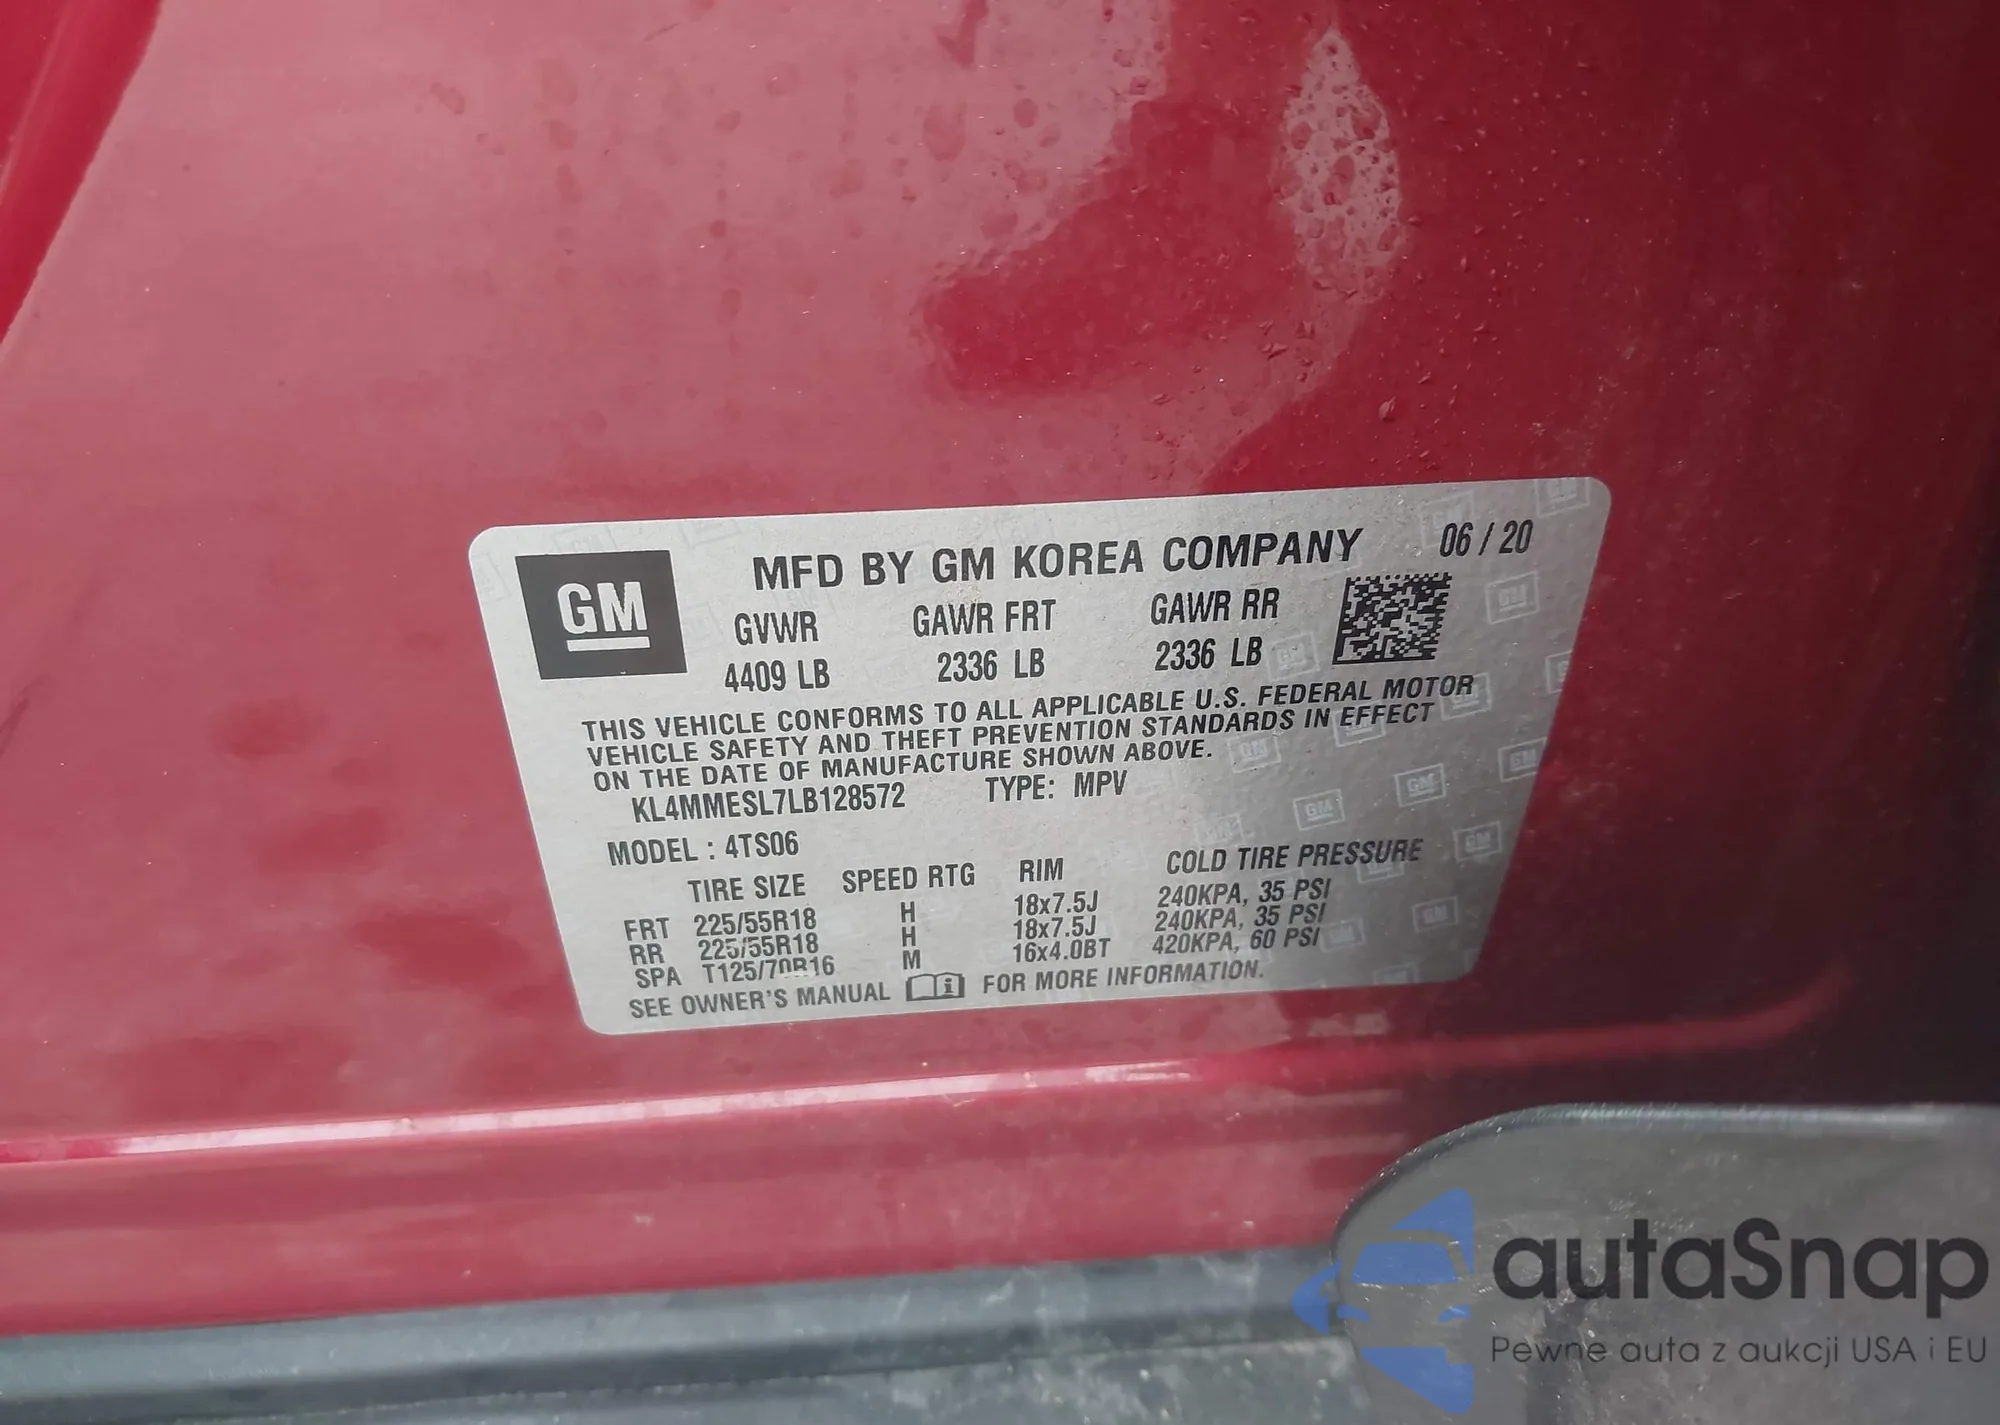 GM
MFD BY GM KOREA COMPANY 06 / 20
GVWR GAWR FRT GAWR RR
4409 LB 2336 LB 2336 LB
THIS VEHICLE CONFORMS TO ALL APPLICABLE U.S. FEDERAL MOTOR
VEHICLE SAFETY AND THEFT PREVENTION STANDARDS IN EFFECT
ON THE DATE OF MANUFACTURE SHOWN ABOVE.
KL4MMESL7LB128572 TYPE: MPV
MODEL : 4TS06
TIRE SIZE SPEED RTG RIM COLD TIRE PRESSURE
FRT 225/55R18 H 18x7.5J 240KPA, 35 PSI
RR 225/55R18 H 18x7.5J 240KPA, 35 PSI
SPA T125/70R16 M 16x4.0BT 420KPA, 60 PSI
SEE OWNER'S MANUAL FOR MORE INFORMATION.
autaSnap
Pewne auta z aukcji USA i EU